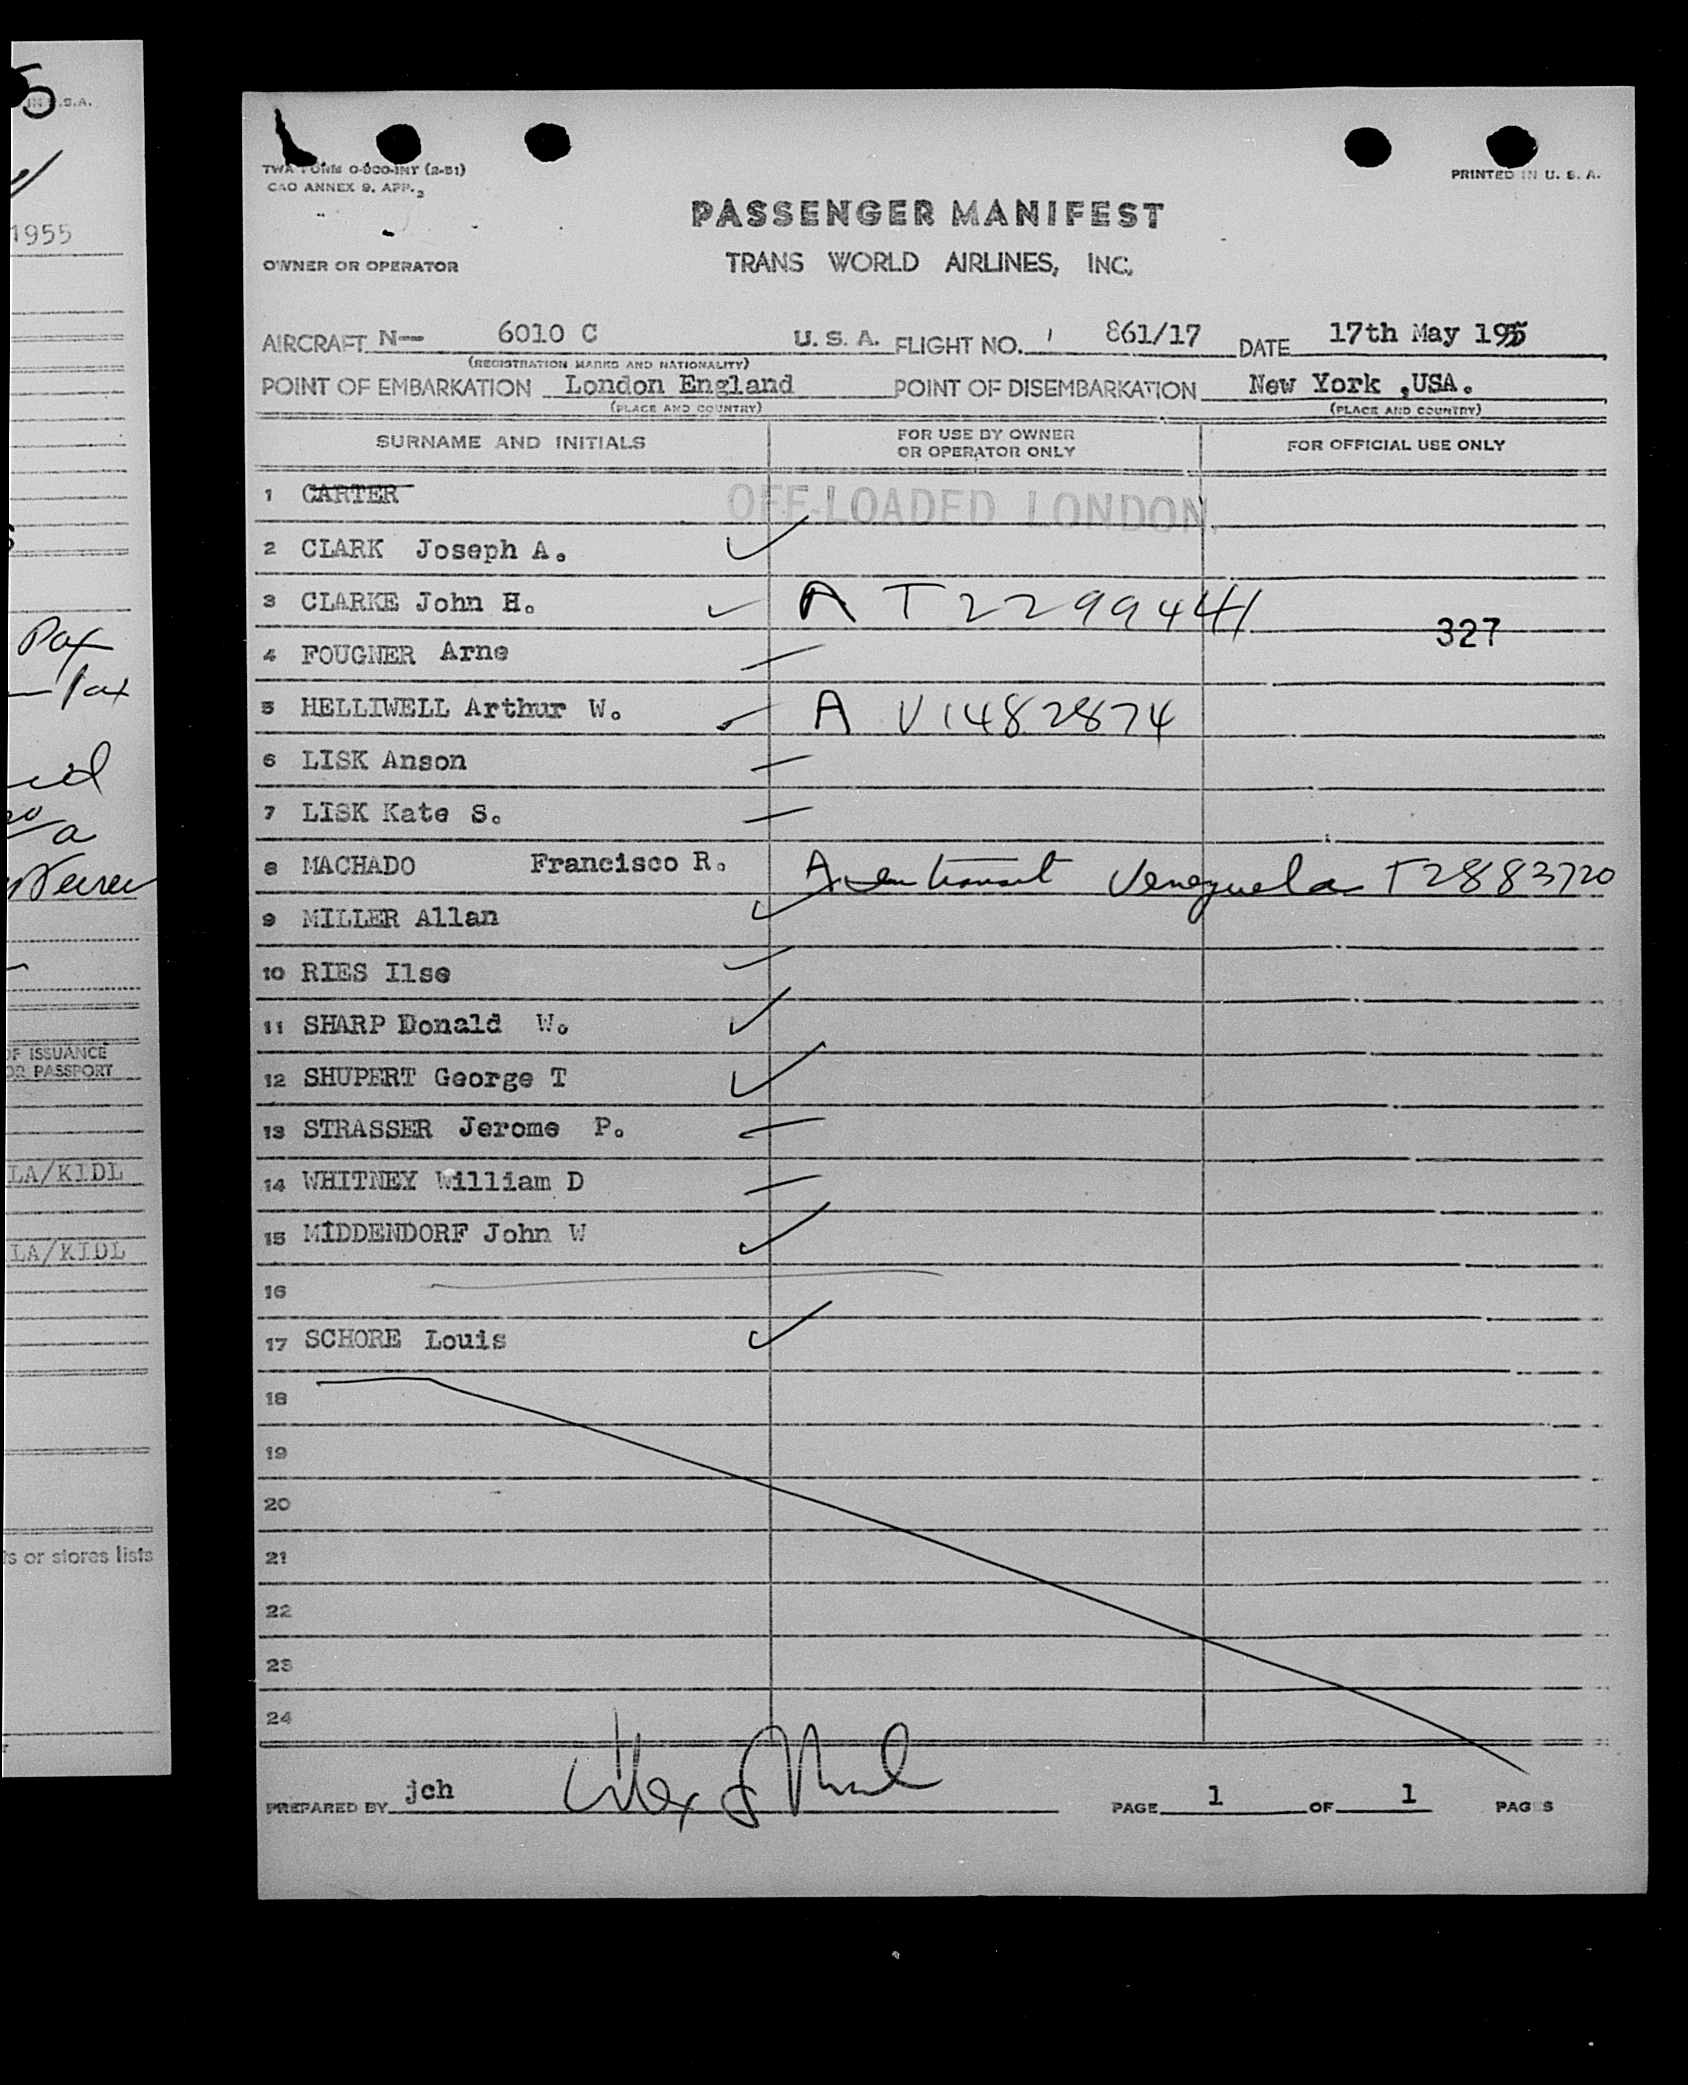 IN U.S.A.
1955
Pax
OF ISSUANCE
OR PASSPORT
LA/KIDL
LA/KIDL
ts or stores lists
TWA FORM O-900-INT (2-51)
CAO ANNEX 9. APP. 2
PRINTED IN U. S. A.
PASSENGER MANIFEST
OWNER OR OPERATOR TRANS WORLD AIRLINES, INC.
AIRCRAFT N-- 6010 C U. S. A. FLIGHT NO. 861/17 DATE 17th May 1955
(REGISTRATION MARKS AND NATIONALITY)
POINT OF EMBARKATION London England POINT OF DISEMBARKATION New York ,USA.
(PLACE AND COUNTRY) (PLACE AND COUNTRY)
SURNAME AND INITIALS FOR USE BY OWNER OR OPERATOR ONLY FOR OFFICIAL USE ONLY
1 CARTER OFF-LOADED LONDON.
2 CLARK Joseph A.
3 CLARKE John H. A T2299441
327
4 FOUGNER Arne
5 HELLIWELL Arthur W. A V1482874
6 LISK Anson
7 LISK Kate S.
8 MACHADO Francisco R. A en transit Venezuela T2883720
9 MILLER Allan
10 RIES Ilse
11 SHARP Donald W.
12 SHUPERT George T
13 STRASSER Jerome P.
14 WHITNEY William D
15 MIDDENDORF John W
16
17 SCHORE Louis
18
19
20
21
22
23
24
PREPARED BY jch PAGE 1 OF 1 PAGES